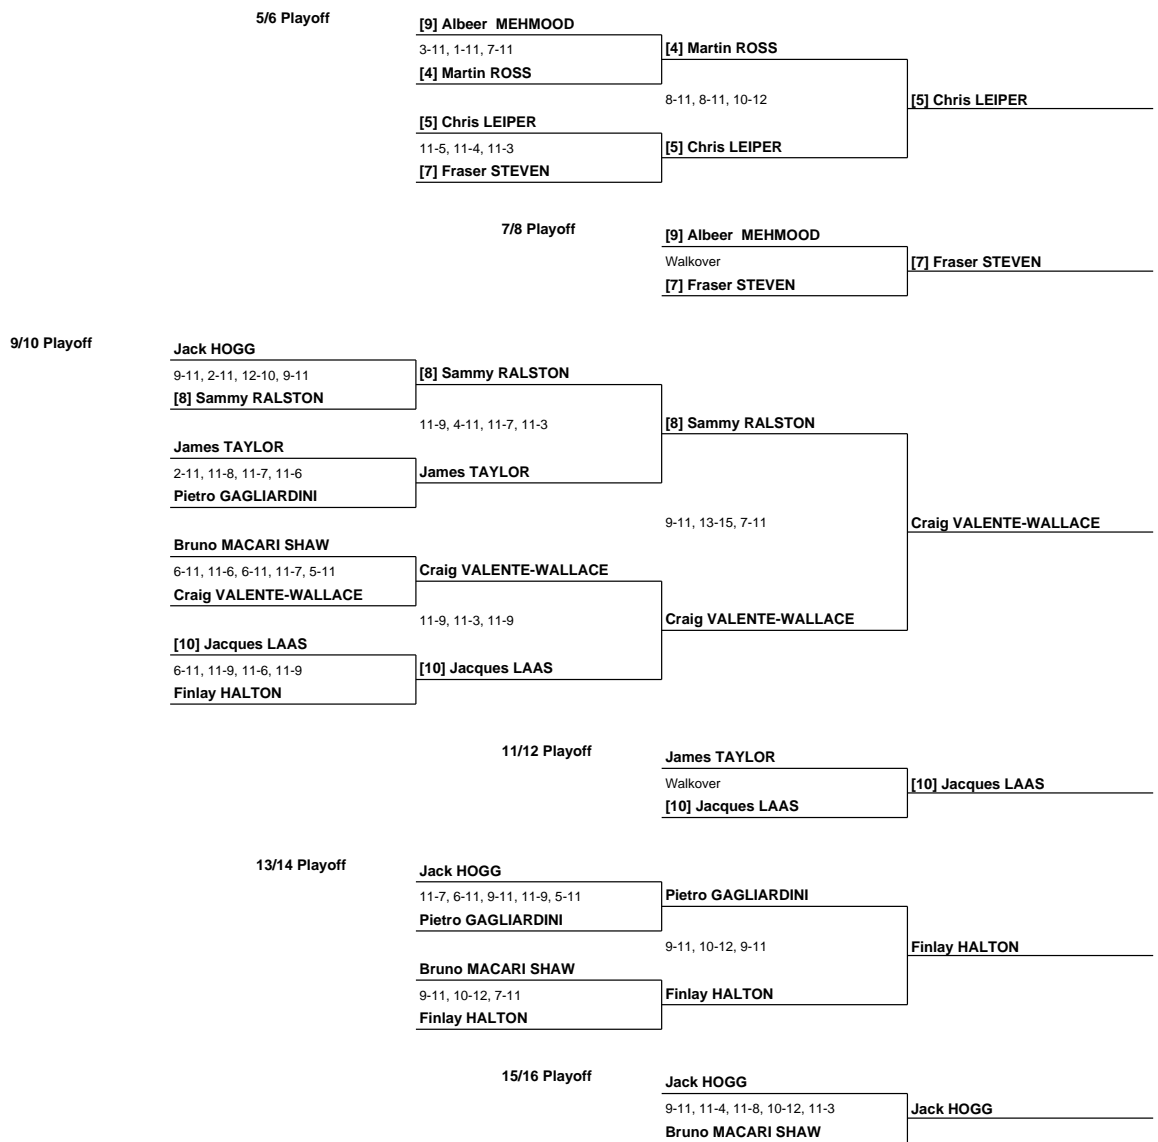 5/6 Playoff
[9] Albeer  MEHMOOD
3-11, 1-11, 7-11
[4] Martin ROSS
[4] Martin ROSS
8-11, 8-11, 10-12
[5] Chris LEIPER
[5] Chris LEIPER
11-5, 11-4, 11-3
[5] Chris LEIPER
[7] Fraser STEVEN
7/8 Playoff
[9] Albeer  MEHMOOD
Walkover
[7] Fraser STEVEN
[7] Fraser STEVEN
9/10 Playoff
Jack HOGG
9-11, 2-11, 12-10, 9-11
[8] Sammy RALSTON
[8] Sammy RALSTON
11-9, 4-11, 11-7, 11-3
[8] Sammy RALSTON
James TAYLOR
2-11, 11-8, 11-7, 11-6
James TAYLOR
Pietro GAGLIARDINI
9-11, 13-15, 7-11
Craig VALENTE-WALLACE
Bruno MACARI SHAW
6-11, 11-6, 6-11, 11-7, 5-11
Craig VALENTE-WALLACE
Craig VALENTE-WALLACE
11-9, 11-3, 11-9
Craig VALENTE-WALLACE
[10] Jacques LAAS
6-11, 11-9, 11-6, 11-9
[10] Jacques LAAS
Finlay HALTON
11/12 Playoff
James TAYLOR
Walkover
[10] Jacques LAAS
[10] Jacques LAAS
13/14 Playoff
Jack HOGG
11-7, 6-11, 9-11, 11-9, 5-11
Pietro GAGLIARDINI
Pietro GAGLIARDINI
9-11, 10-12, 9-11
Finlay HALTON
Bruno MACARI SHAW
9-11, 10-12, 7-11
Finlay HALTON
Finlay HALTON
15/16 Playoff
Jack HOGG
9-11, 11-4, 11-8, 10-12, 11-3
Jack HOGG
Bruno MACARI SHAW